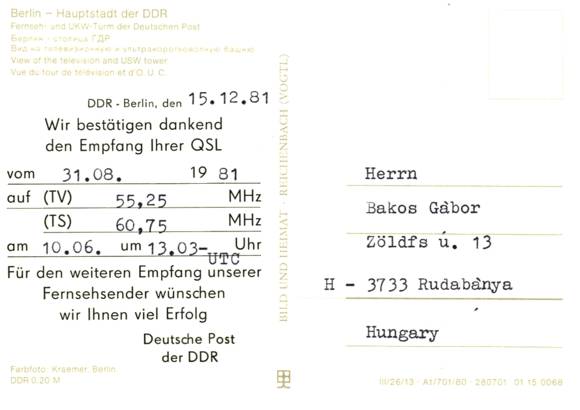 Berlin – Hauptstadt der DDR
Fernseh- und UKW-Turm der Deutschen Post
Берлин - столица ГДР
Вид на телевизионную и ультракоротковолновую башню
View of the television and USW tower
Vue du tour de télévision et d'O. U. C.
DDR - Berlin, den 15.12.81
Wir bestätigen dankend
den Empfang Ihrer QSL
vom 31.08. 19 81
auf (TV) 55,25 MHz
(TS) 60,75 MHz
am 10.06. um 13.03- Uhr
UTC
Für den weiteren Empfang unserer
Fernsehsender wünschen
wir Ihnen viel Erfolg
Deutsche Post
der DDR
Farbfoto: Kraemer, Berlin
DDR 0,20 M
BILD UND HEIMAT · REICHENBACH (VOGTL)
Herrn
Bakos Gábor
Zöldfs ú. 13
H - 3733 Rudabánya
Hungary
III/26/13 · A1/701/80 · 280701 01 15 0068